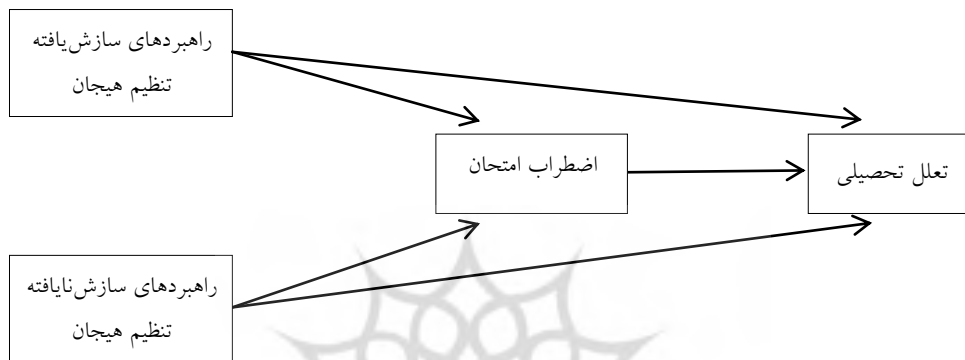 راهبردهای سازش‌یافته
تنظیم هیجان
اضطراب امتحان
تعلل تحصیلی
راهبردهای سازش‌نایافته
تنظیم هیجان